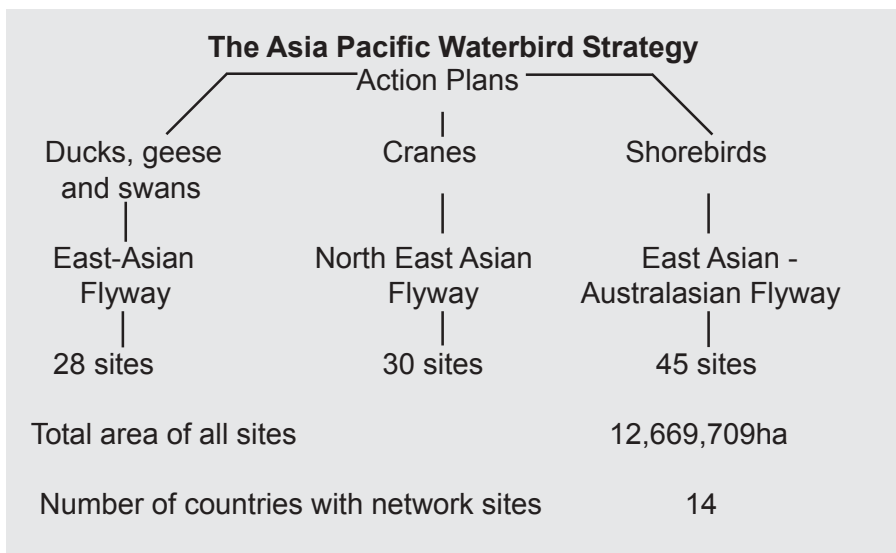 The Asia Pacific Waterbird Strategy
Action Plans
Ducks, geese
and swans
Cranes
Shorebirds
East-Asian
Flyway
North East Asian
Flyway
East Asian -
Australasian Flyway
28 sites
30 sites
45 sites
Total area of all sites 12,669,709ha
Number of countries with network sites 14